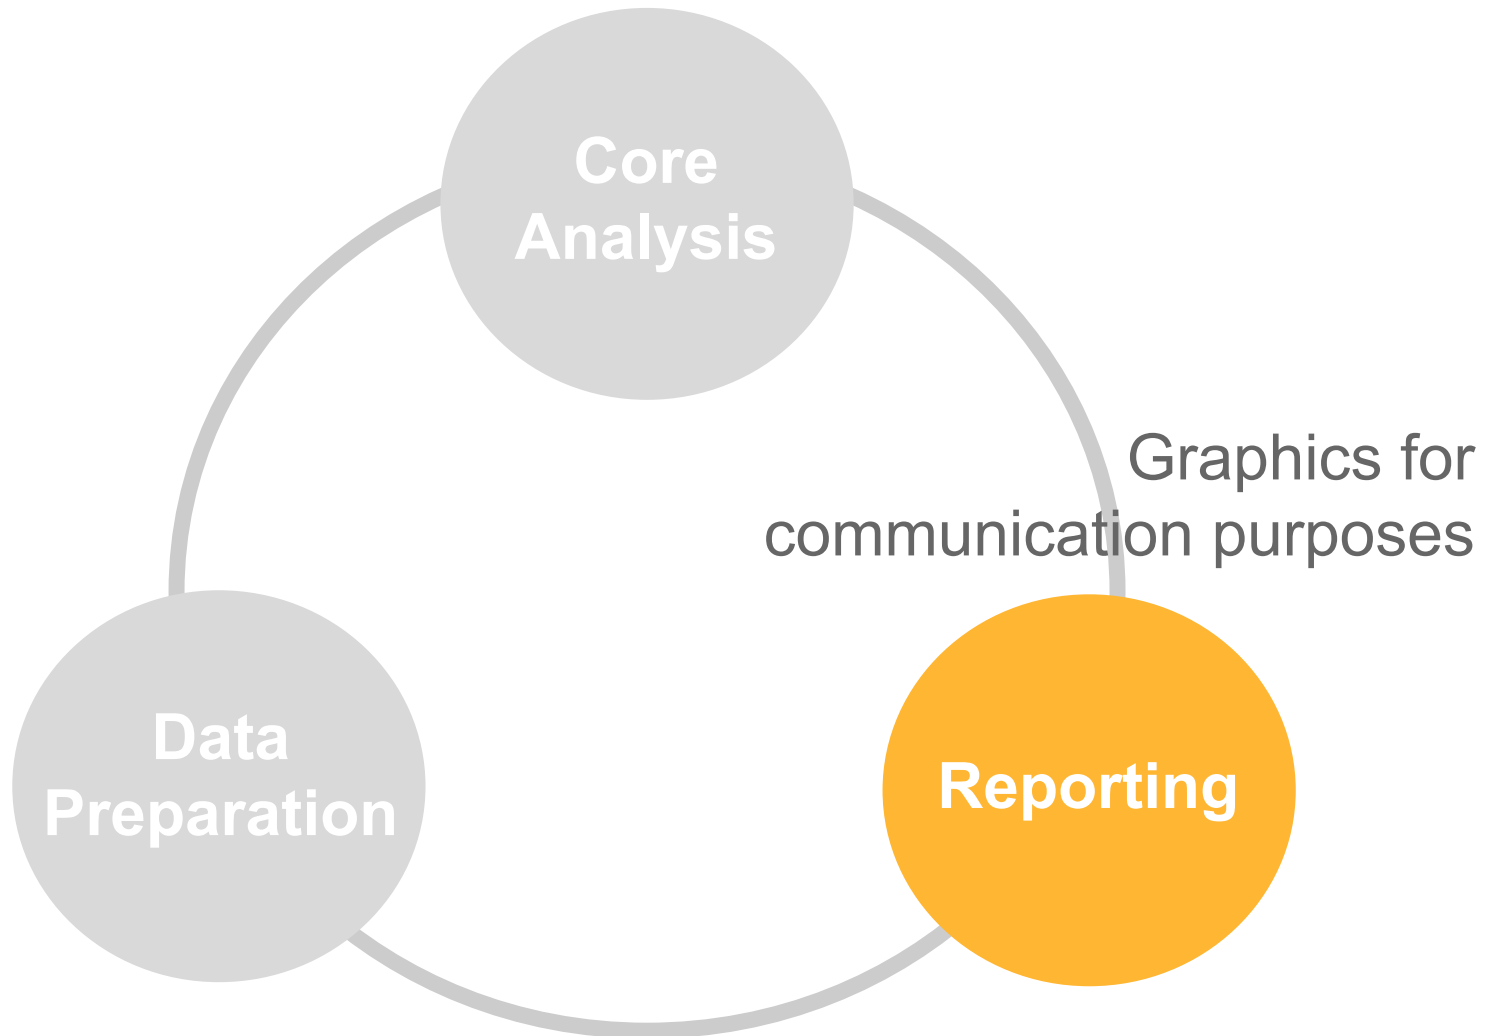 Core
Analysis
Graphics for
communication purposes
Data
Preparation
Reporting